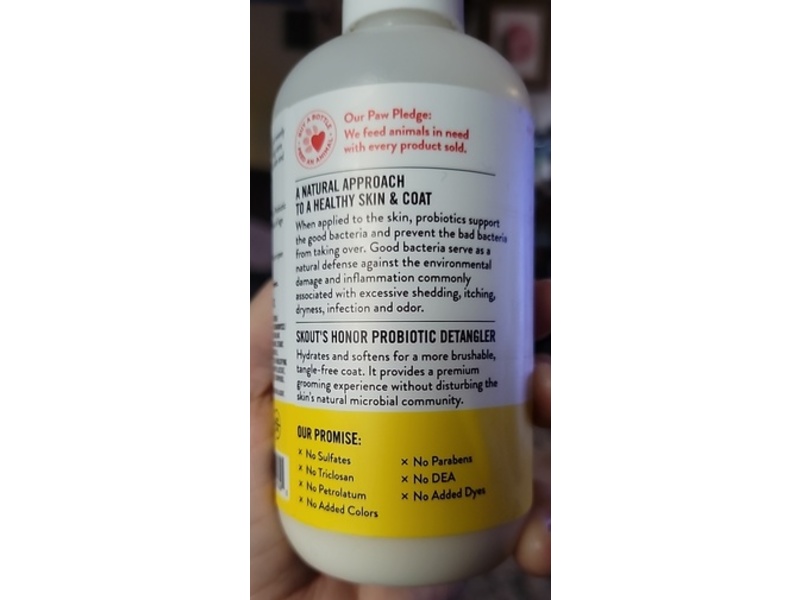 BUY A BOTTLE
FEED AN ANIMAL
Our Paw Pledge:
We feed animals in need
with every product sold.
A NATURAL APPROACH
TO A HEALTHY SKIN & COAT
When applied to the skin, probiotics support
the good bacteria and prevent the bad bacteria
from taking over. Good bacteria serve as a
natural defense against the environmental
damage and inflammation commonly
associated with excessive shedding, itching,
dryness, infection and odor.
SKOUT'S HONOR PROBIOTIC DETANGLER
Hydrates and softens for a more brushable,
tangle-free coat. It provides a premium
grooming experience without disturbing the
skin's natural microbial community.
OUR PROMISE:
× No Sulfates
× No Triclosan
× No Petrolatum
× No Added Colors
× No Parabens
× No DEA
× No Added Dyes